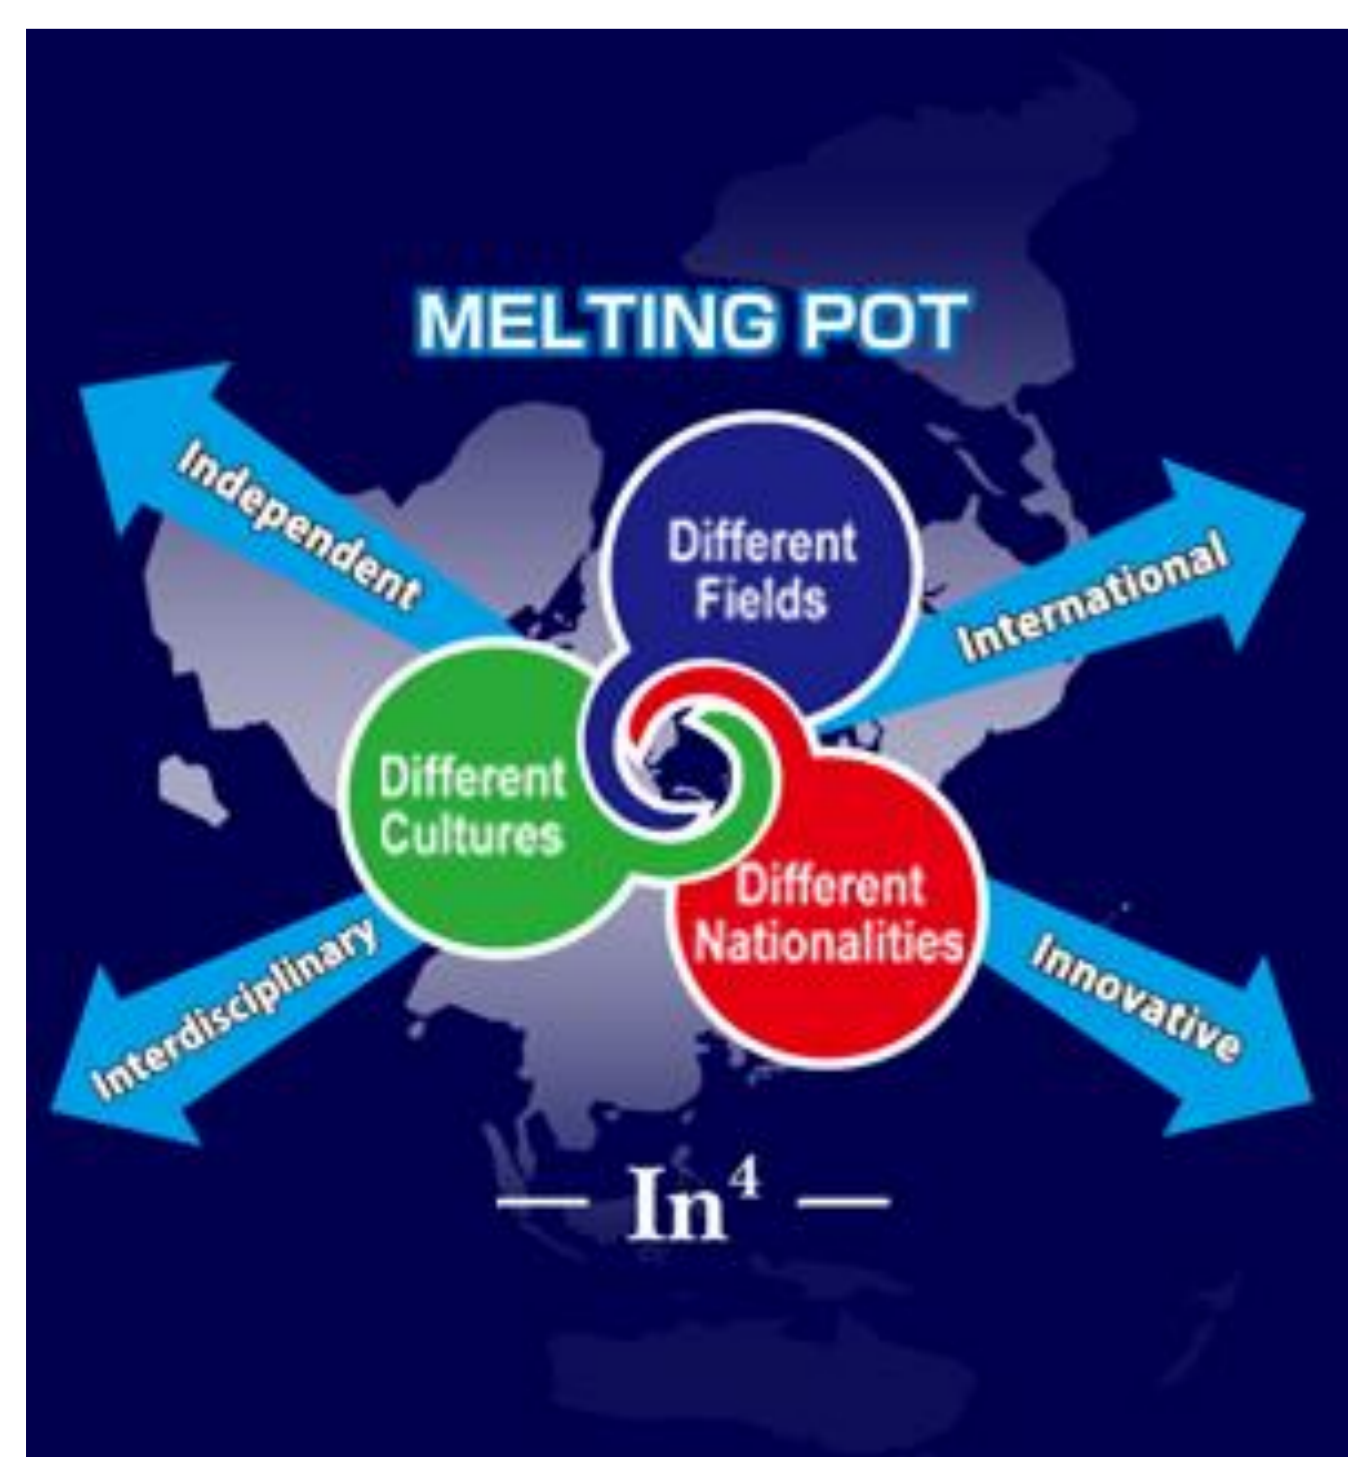 MELTING POT
Independent
Different
Fields
International
Different
Cultures
Different
Nationalities
Interdisciplinary
Innovative
— In⁴ —